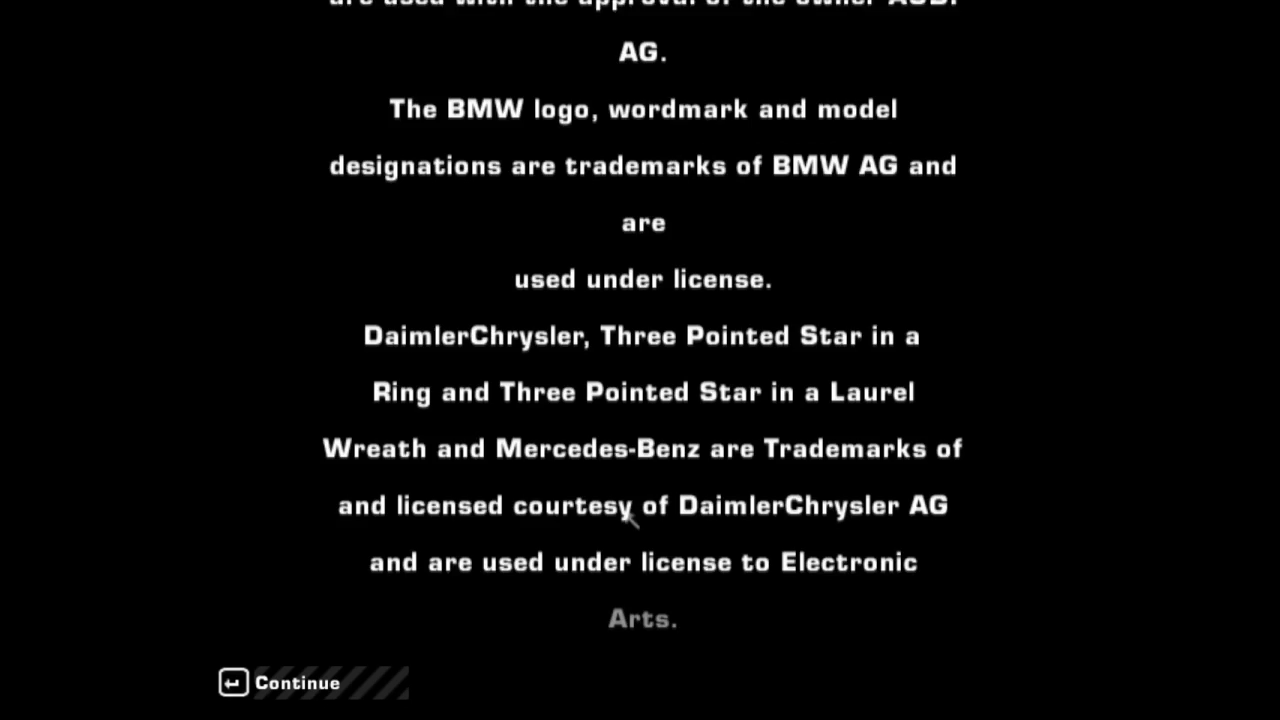 are used with the approval of the owner AUDI
AG.
The BMW logo, wordmark and model
designations are trademarks of BMW AG and
are
used under license.
DaimlerChrysler, Three Pointed Star in a
Ring and Three Pointed Star in a Laurel
Wreath and Mercedes-Benz are Trademarks of
and licensed courtesy of DaimlerChrysler AG
and are used under license to Electronic
Arts.
Continue